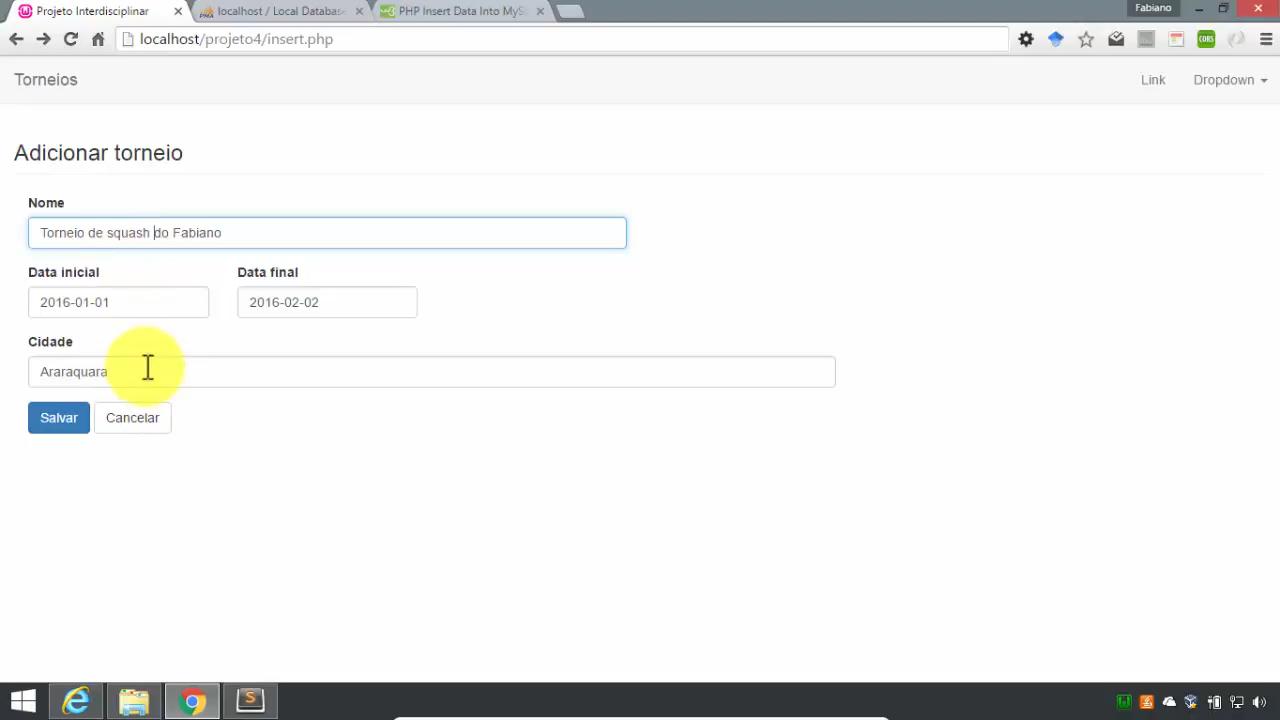 Projeto Interdisciplinar
localhost / Local Databas
PHP Insert Data Into MyS
Fabiano
localhost/projeto4/insert.php
CORS
Torneios
Link
Dropdown
Adicionar torneio
Nome
Torneio de squash do Fabiano
Data inicial
Data final
2016-01-01
2016-02-02
Cidade
Araraquara
Salvar
Cancelar